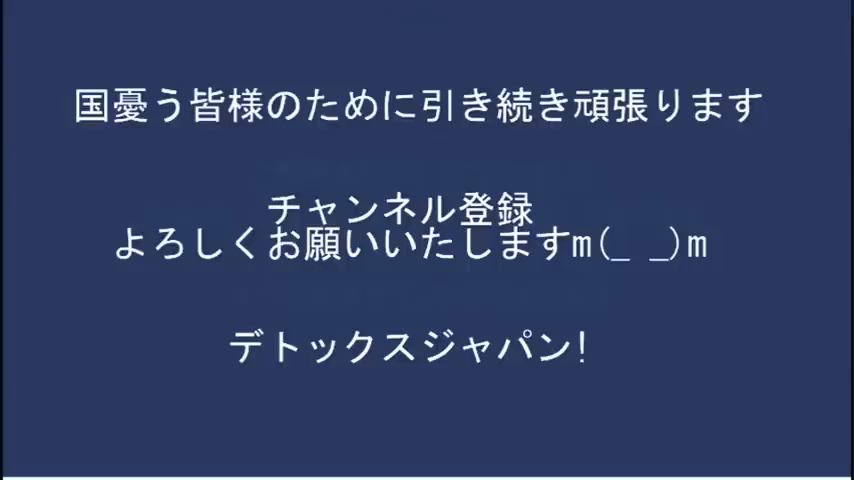 国憂う皆様のために引き続き頑張ります
チャンネル登録
よろしくお願いいたしますm(_ _)m
デトックスジャパン!